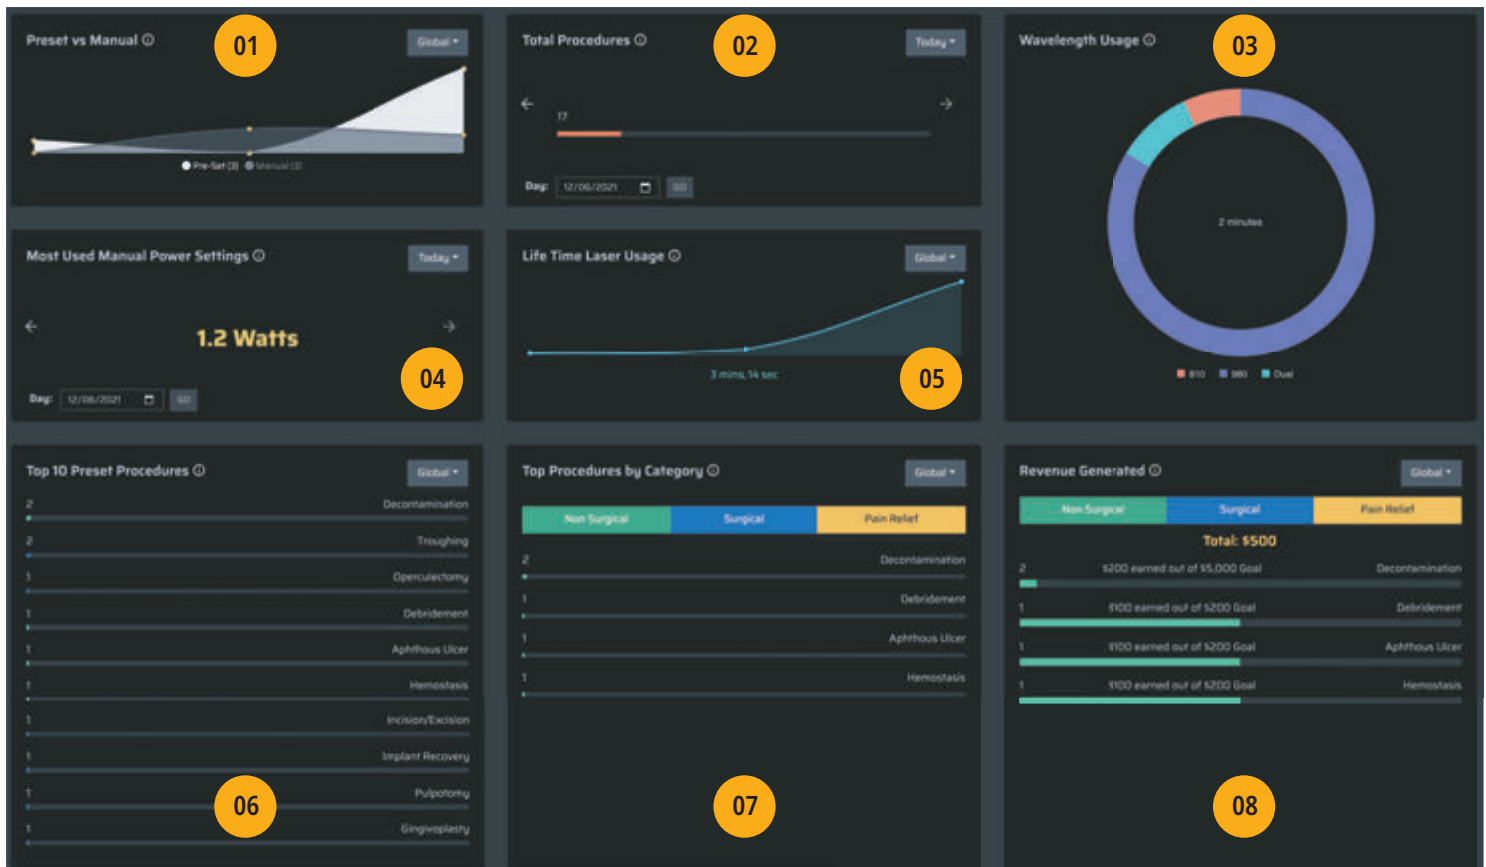 Preset vs Manual
01
Global
Pre-Set (3) Manual (3)
Total Procedures
02
Today
17
Day: 12/06/2021 GO
Wavelength Usage
03
2 minutes
810 980 Dual
Most Used Manual Power Settings
Today
1.2 Watts
04
Day: 12/06/2021 GO
Life Time Laser Usage
Global
3 mins, 14 sec
05
Top 10 Preset Procedures
Global
2 Decontamination
2 Troughing
1 Operculectomy
1 Debridement
1 Aphthous Ulcer
1 Hemostasis
1 Incision/Excision
1 Implant Recovery
1 Pulpotomy
1 Gingivoplasty
06
Top Procedures by Category
Global
Non Surgical Surgical Pain Relief
2 Decontamination
1 Debridement
1 Aphthous Ulcer
1 Hemostasis
07
Revenue Generated
Global
Non Surgical Surgical Pain Relief
Total: $500
2 $200 earned out of $5,000 Goal Decontamination
1 $100 earned out of $200 Goal Debridement
1 $100 earned out of $200 Goal Aphthous Ulcer
1 $100 earned out of $200 Goal Hemostasis
08